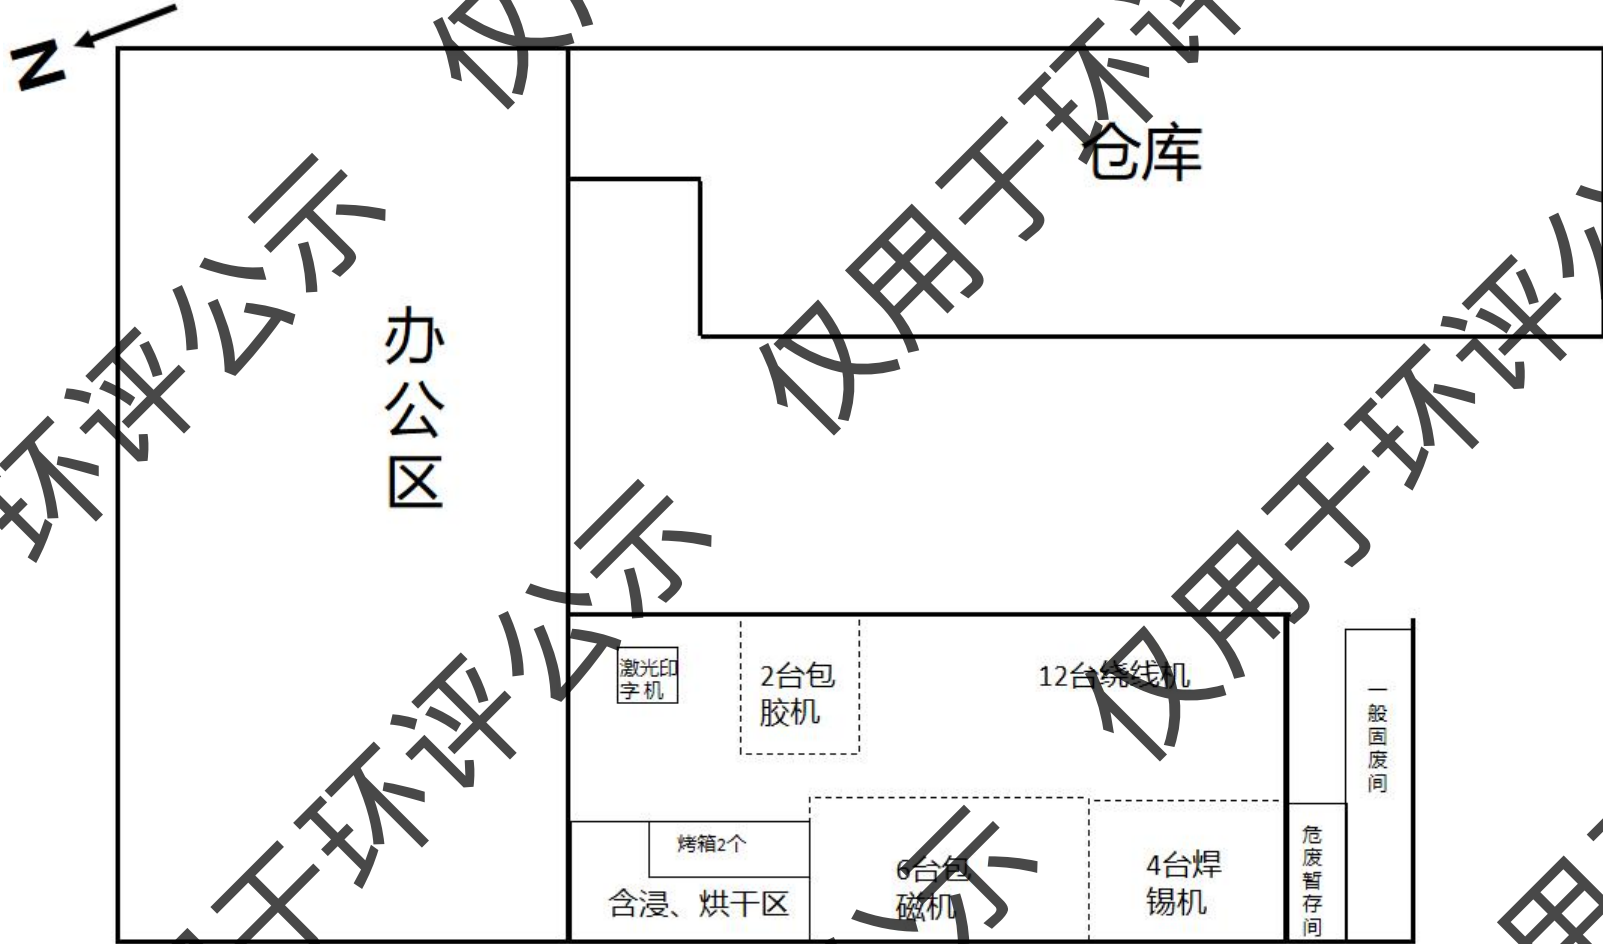 N
仓库
办
公
区
激光印
字机
2台包
胶机
12台绕线机
一
般
固
废
间
烤箱2个
含浸、烘干区
6台包
磁机
4台焊
锡机
危
废
暂
存
间
仅用
环评公示
仅用于环评
仅用于环评公
于环评公示
示
用